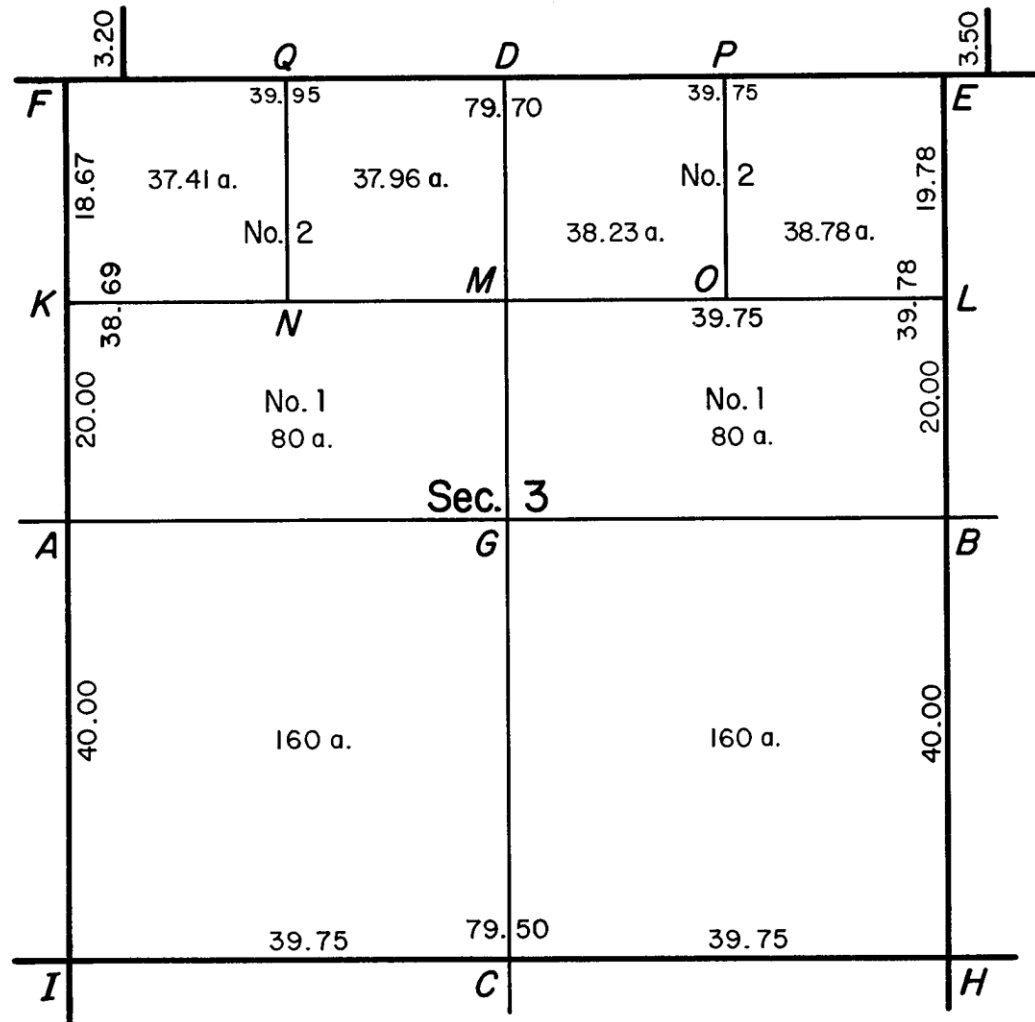 3.20
3.50
Q D P
F 39.95 79.70 39.75 E
18.67
37.41 a. 37.96 a. No. 2
19.78
No. 2 38.23 a. 38.78 a.
K 38.69 M O 39.78 L
N 39.75
20.00
No. 1 No. 1
20.00
80 a. 80 a.
Sec. 3
A G B
40.00
160 a. 160 a.
40.00
39.75 79.50 39.75
I C H